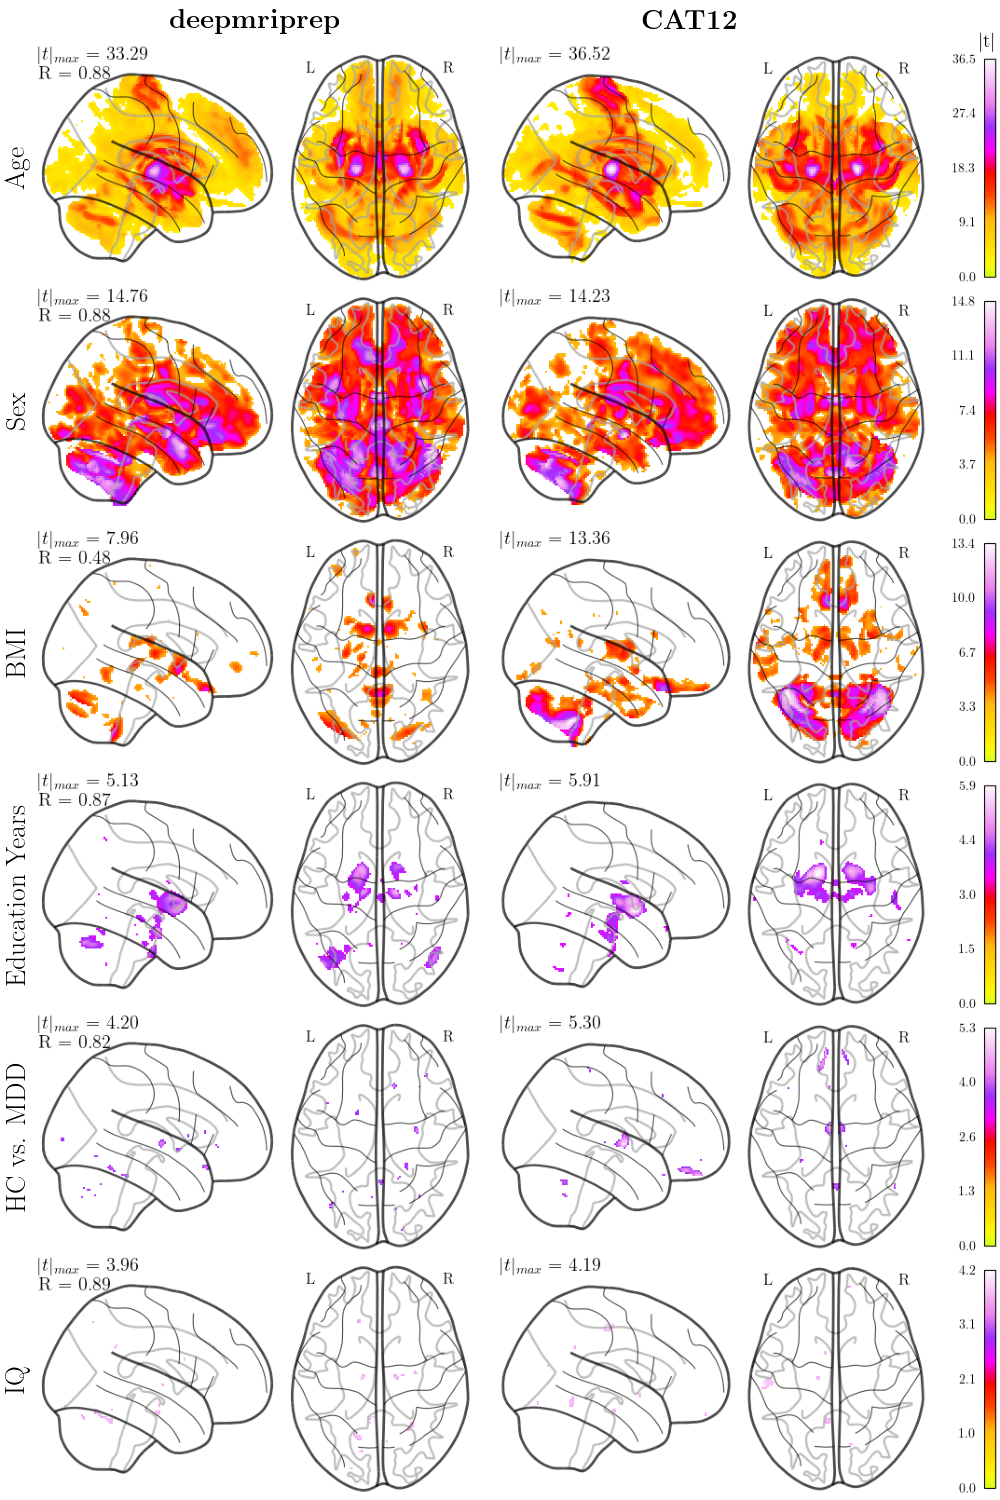 deepmriprep CAT12
|t|
Age
|t|max = 33.29
R = 0.88
L R
|t|max = 36.52
L R
36.5
27.4
18.3
9.1
0.0
Sex
|t|max = 14.76
R = 0.88
L R
|t|max = 14.23
L R
14.8
11.1
7.4
3.7
0.0
BMI
|t|max = 7.96
R = 0.48
L R
|t|max = 13.36
L R
13.4
10.0
6.7
3.3
0.0
Education Years
|t|max = 5.13
R = 0.87
L R
|t|max = 5.91
L R
5.9
4.4
3.0
1.5
0.0
HC vs. MDD
|t|max = 4.20
R = 0.82
L R
|t|max = 5.30
L R
5.3
4.0
2.6
1.3
0.0
IQ
|t|max = 3.96
R = 0.89
L R
|t|max = 4.19
L R
4.2
3.1
2.1
1.0
0.0